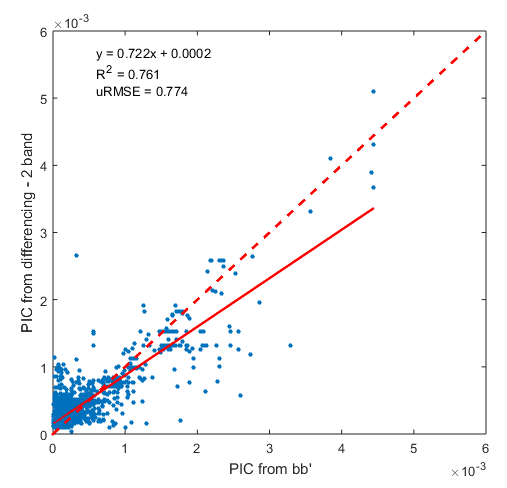 ×10⁻³
6
y = 0.722x + 0.0002
R² = 0.761
uRMSE = 0.774
5
4
3
2
1
0
PIC from differencing - 2 band
0 1 2 3 4 5 6
PIC from bb'
×10⁻³